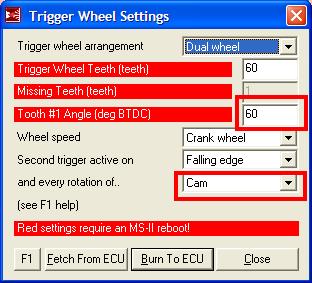 Trigger Wheel Settings
Trigger wheel arrangement Dual wheel
Trigger Wheel Teeth (teeth) 60
Missing Teeth (teeth) 1
Tooth #1 Angle (deg BTDC) 60
Wheel speed Crank wheel
Second trigger active on Falling edge
and every rotation of.. Cam
(see F1 help)
Red settings require an MS-II reboot!
F1 Fetch From ECU Burn To ECU Close